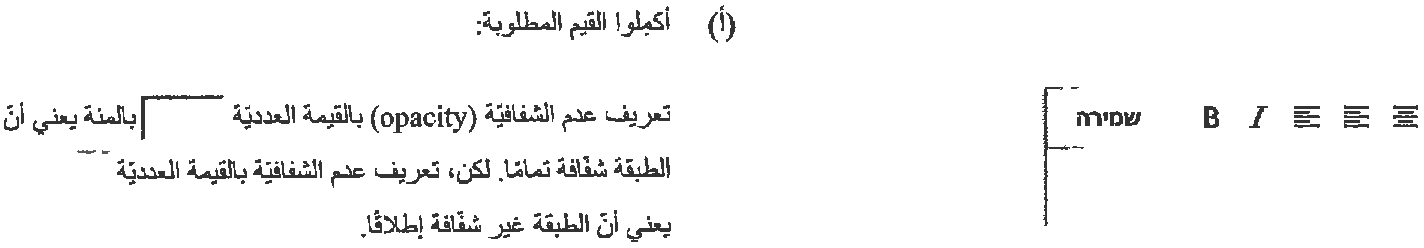 (أ) أكمِلوا القيم المطلوبة:
تعريف عدم الشفافيّة (opacity) بالقيمة العدديّة بالمئة يعني أنّ
الطبقة شفّافة تمامًا. لكن، تعريف عدم الشفافيّة بالقيمة العدديّة
يعني أنّ الطبقة غير شفّافة إطلاقًا.
שמירה B I